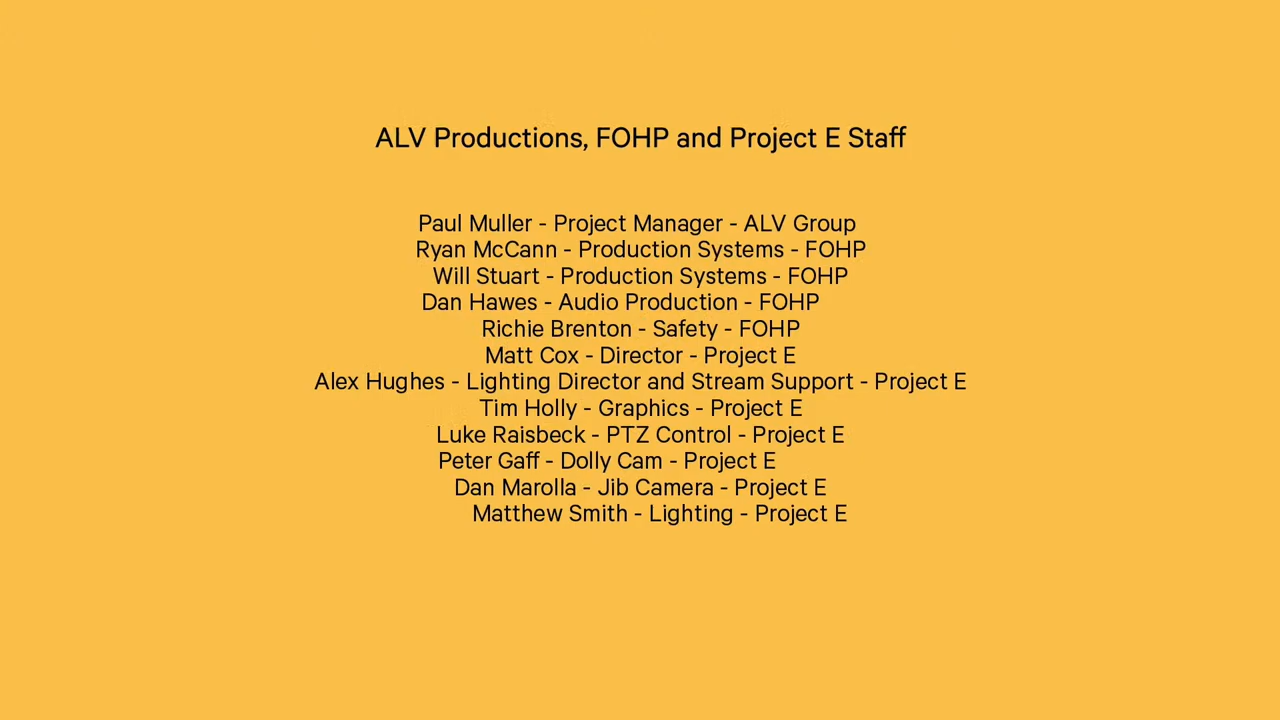 ALV Productions, FOHP and Project E Staff
Paul Muller - Project Manager - ALV Group
Ryan McCann - Production Systems - FOHP
Will Stuart - Production Systems - FOHP
Dan Hawes - Audio Production - FOHP
Richie Brenton - Safety - FOHP
Matt Cox - Director - Project E
Alex Hughes - Lighting Director and Stream Support - Project E
Tim Holly - Graphics - Project E
Luke Raisbeck - PTZ Control - Project E
Peter Gaff - Dolly Cam - Project E
Dan Marolla - Jib Camera - Project E
Matthew Smith - Lighting - Project E